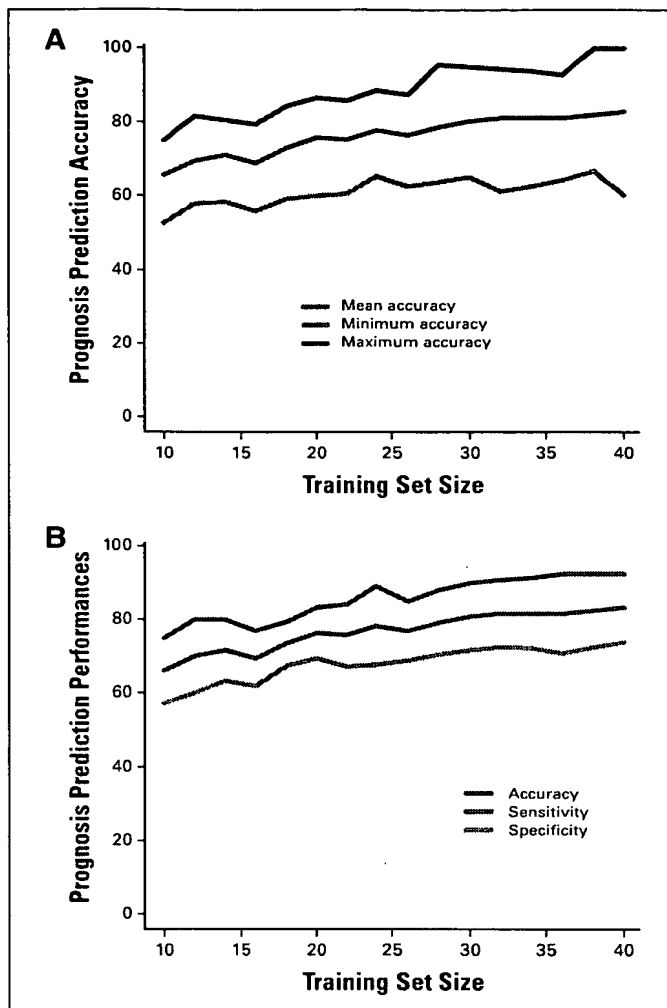 A
Prognosis Prediction Accuracy
100
80
60
40
20
0
Mean accuracy
Minimum accuracy
Maximum accuracy
10 15 20 25 30 35 40
Training Set Size
B
Prognosis Prediction Performances
100
80
60
40
20
0
Accuracy
Sensitivity
Specificity
10 15 20 25 30 35 40
Training Set Size